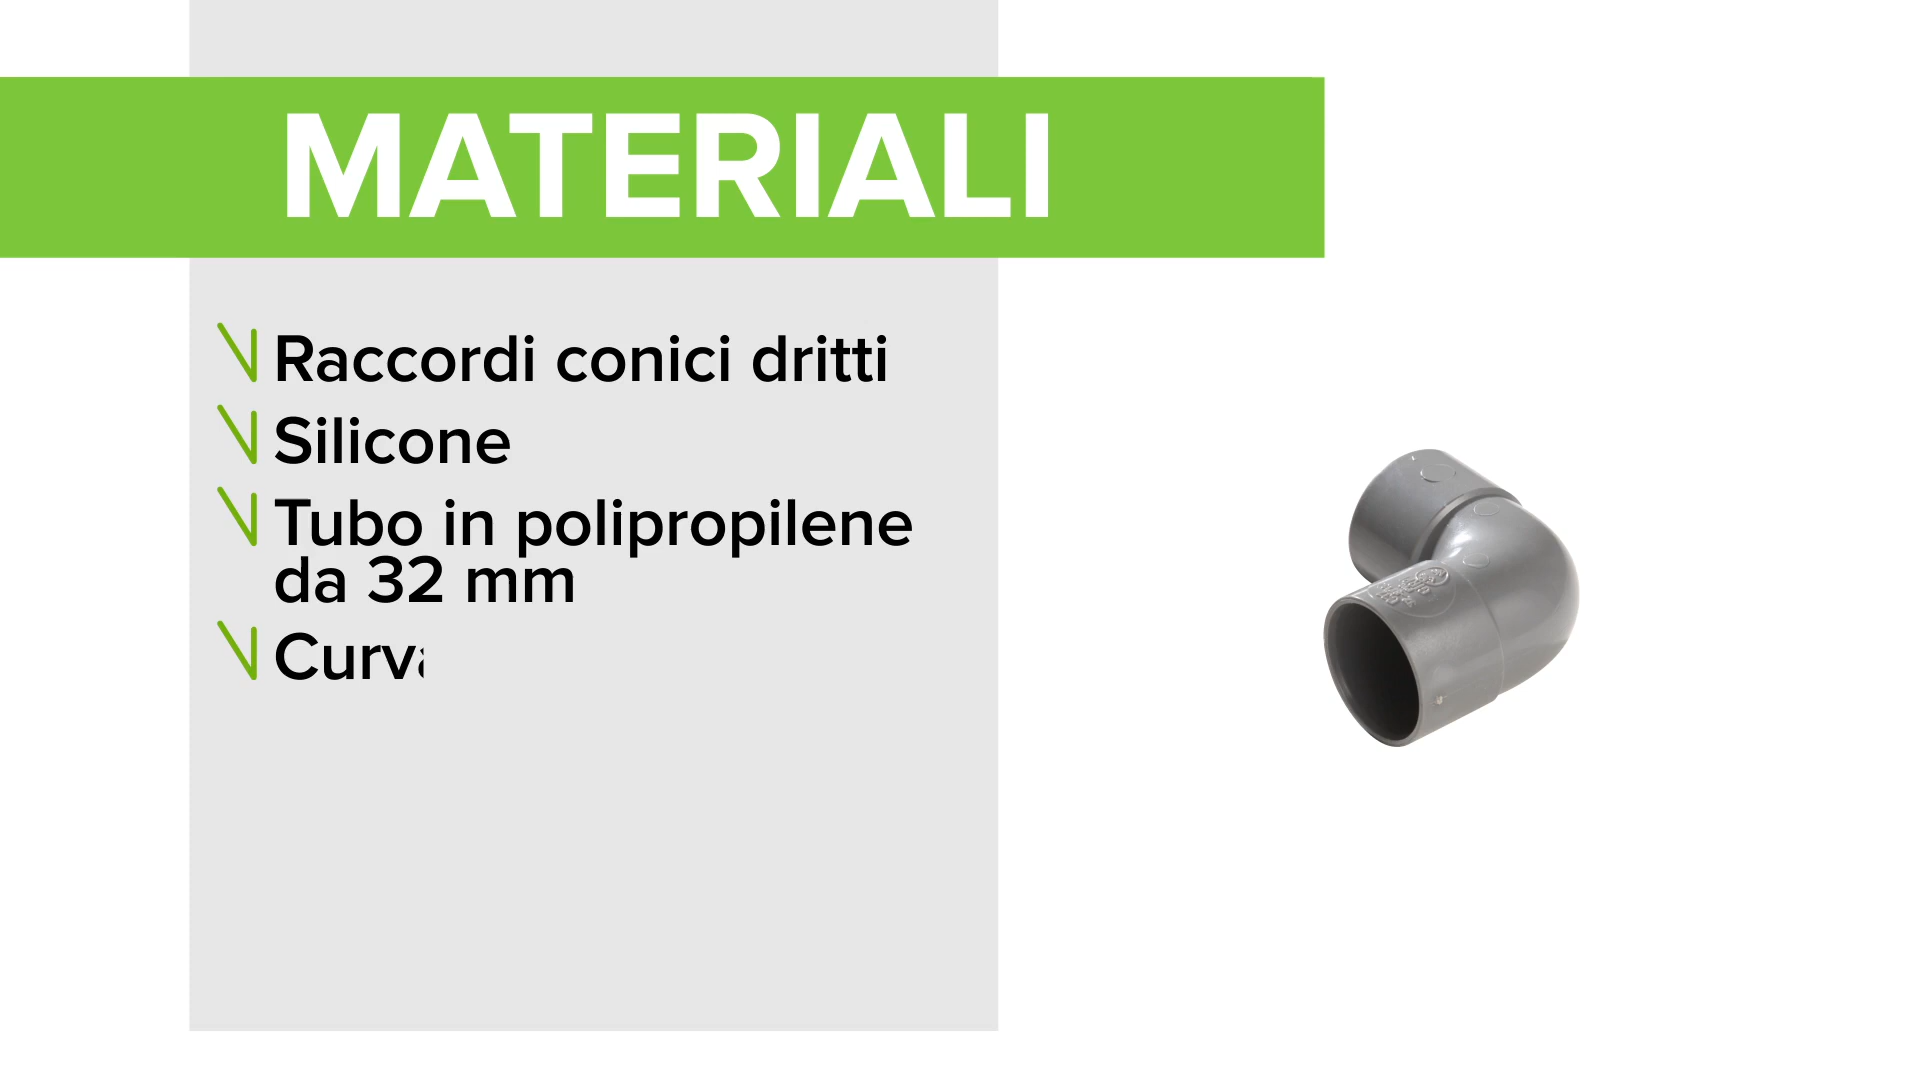 MATERIALI
Raccordi conici dritti
Silicone
Tubo in polipropilene
da 32 mm
Curv